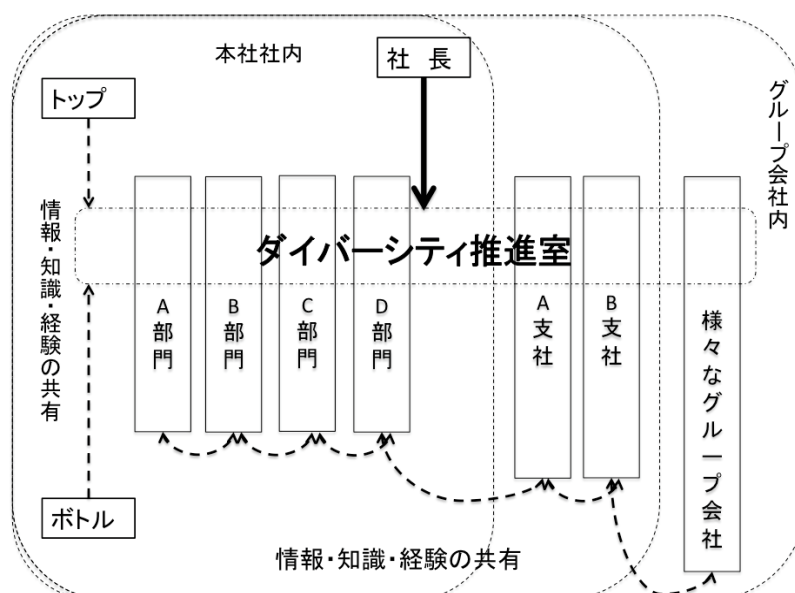 本社社内
社 長
トップ
グループ会社内
情報・知識・経験の共有
ダイバーシティ推進室
A部門
B部門
C部門
D部門
A支社
B支社
様々なグループ会社
ボトル
情報・知識・経験の共有